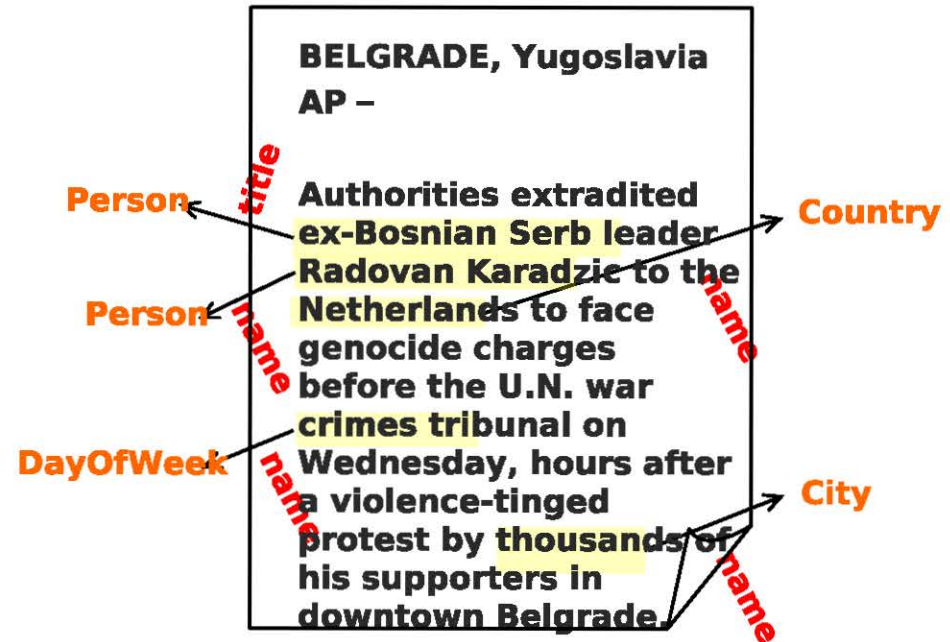 BELGRADE, Yugoslavia
AP –
title
Person
Authorities extradited
ex-Bosnian Serb leader
Country
Radovan Karadzic to the
Person
name
Netherlands to face
name
genocide charges
before the U.N. war
crimes tribunal on
DayOfWeek
name
Wednesday, hours after
a violence-tinged
City
protest by thousands of
name
his supporters in
downtown Belgrade.